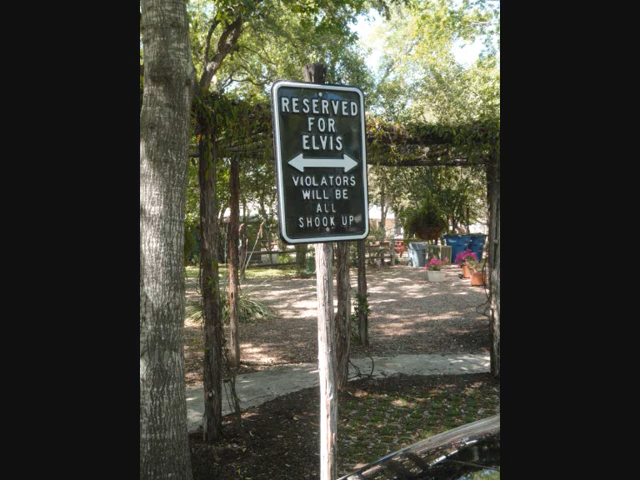 RESERVED
FOR
ELVIS
VIOLATORS
WILL BE
ALL
SHOOK UP